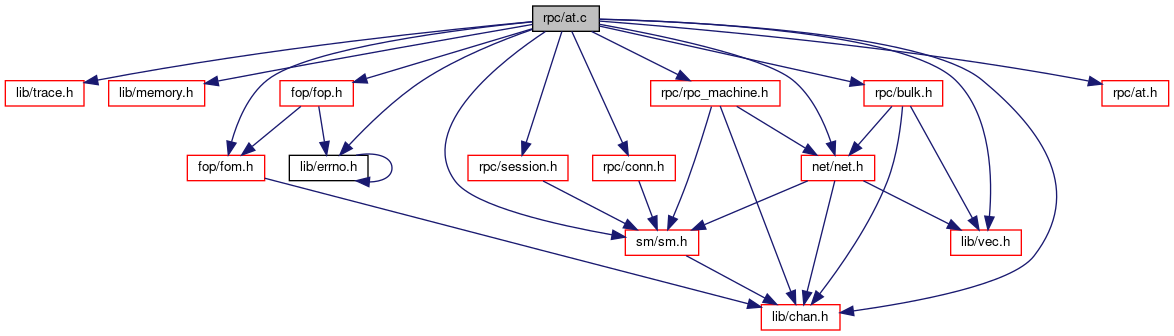 rpc/at.c
lib/trace.h
lib/memory.h
fop/fop.h
rpc/rpc_machine.h
rpc/bulk.h
rpc/at.h
fop/fom.h
lib/errno.h
rpc/session.h
rpc/conn.h
net/net.h
sm/sm.h
lib/vec.h
lib/chan.h